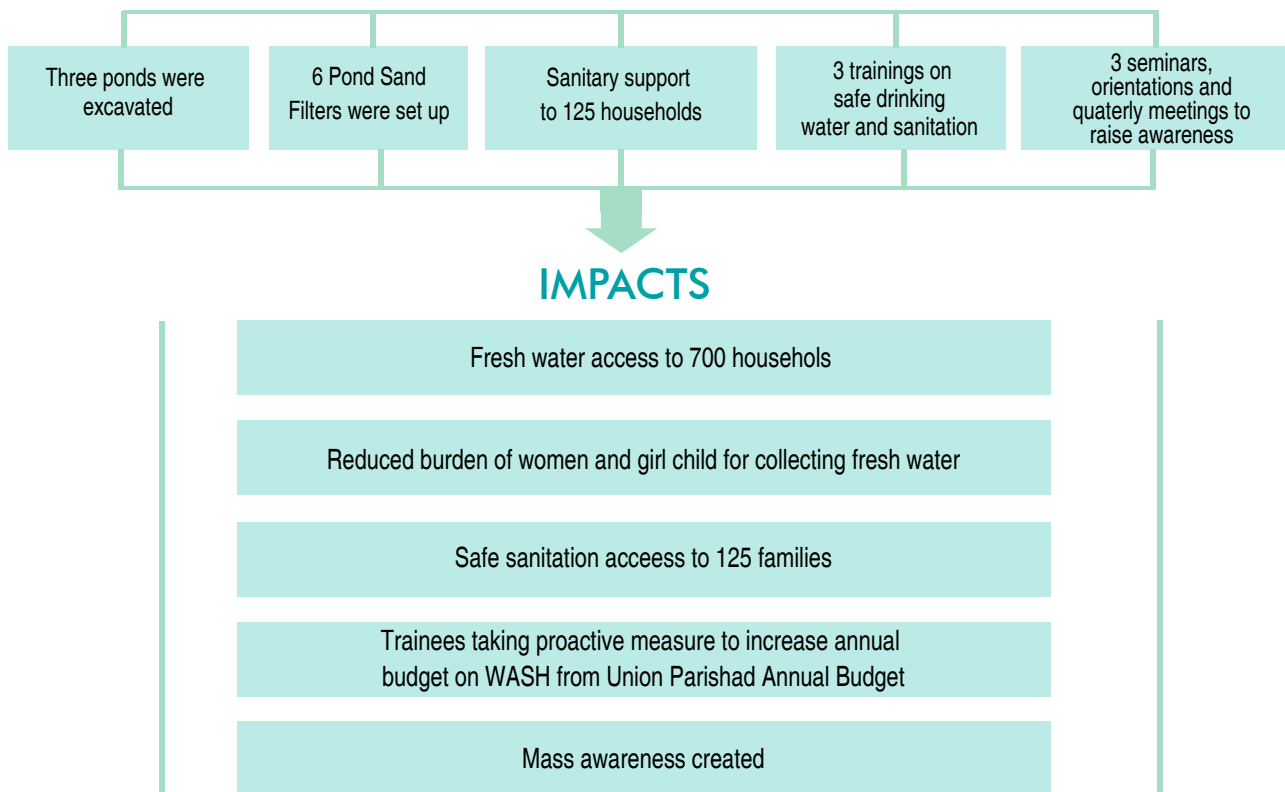 Three ponds were
excavated
6 Pond Sand
Filters were set up
Sanitary support
to 125 households
3 trainings on
safe drinking
water and sanitation
3 seminars,
orientations and
quaterly meetings to
raise awareness
IMPACTS
Fresh water access to 700 househols
Reduced burden of women and girl child for collecting fresh water
Safe sanitation acceess to 125 families
Trainees taking proactive measure to increase annual
budget on WASH from Union Parishad Annual Budget
Mass awareness created